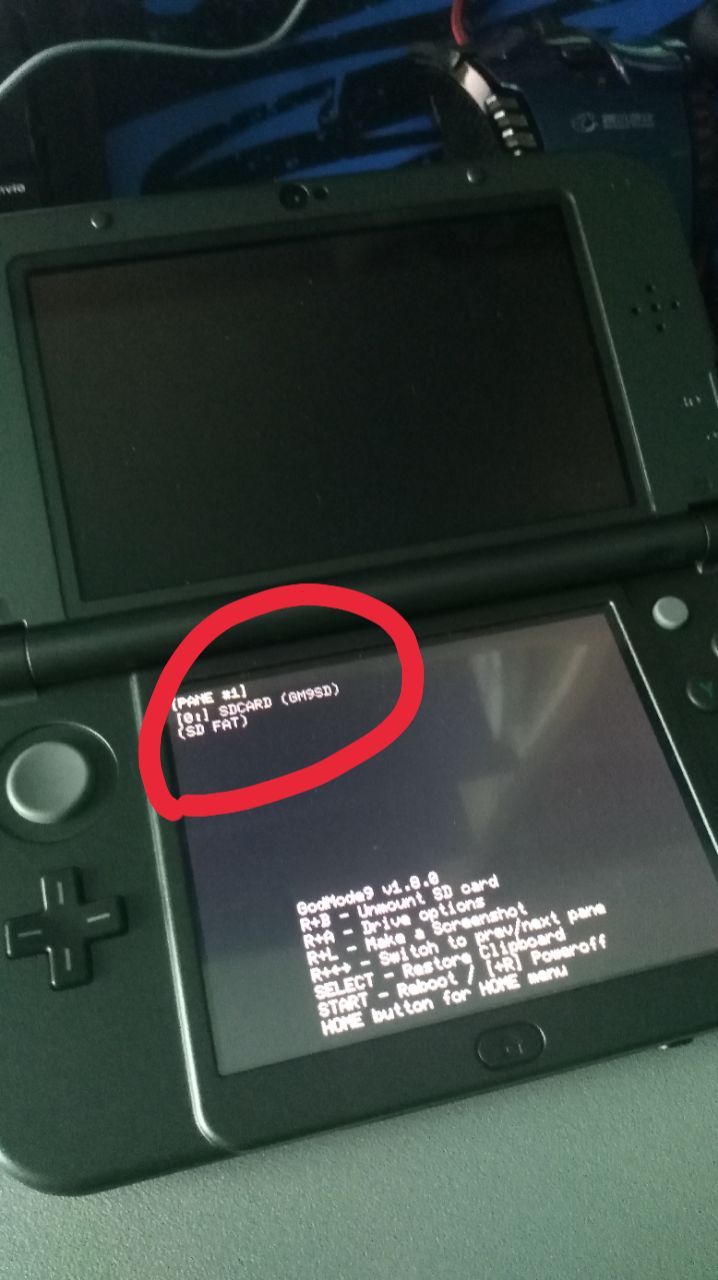 [PANE #1]
[0:] SDCARD (GM9SD)
(SD FAT)
GodMode9 v1.8.0
R+B - Unmount SD card
R+A - Drive options
R+L - Make a Screenshot
R+←→ - Switch to prev/next pane
SELECT - Restore Clipboard
START - Reboot / [+R] Poweroff
HOME button for HOME menu